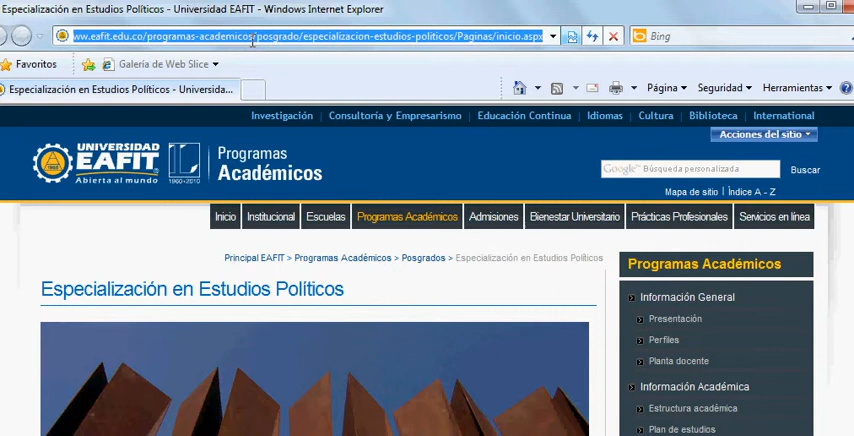 Especialización en Estudios Políticos - Universidad EAFIT - Windows Internet Explorer
ww.eafit.edu.co/programas-academicos/posgrado/especializacion-estudios-politicos/Paginas/inicio.aspx
Bing
Favoritos
Galería de Web Slice
Especialización en Estudios Políticos - Universida...
Página
Seguridad
Herramientas
Investigación | Consultoría y Empresarismo | Educación Continua | Idiomas | Cultura | Biblioteca | International
Acciones del sitio
UNIVERSIDAD
EAFIT
Abierta al mundo
1960-2010
Programas
Académicos
Google™ Búsqueda personalizada
Buscar
Mapa de sitio | Índice A - Z
Inicio
Institucional
Escuelas
Programas Académicos
Admisiones
Bienestar Universitario
Prácticas Profesionales
Servicios en línea
Principal EAFIT > Programas Académicos > Posgrados > Especialización en Estudios Políticos
Especialización en Estudios Políticos
Programas Académicos
Información General
Presentación
Perfiles
Planta docente
Información Académica
Estructura académica
Plan de estudios